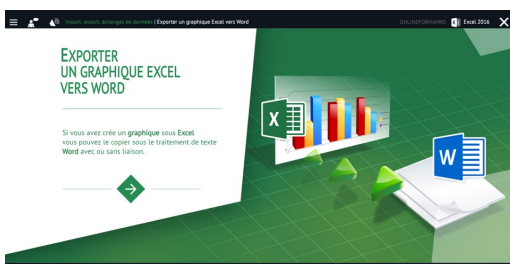 Import, export, échanges de données | Exporter un graphique Excel vers Word
ONLINEFORMAPRO
Excel 2016
EXPORTER
UN GRAPHIQUE EXCEL
VERS WORD
Si vous avez crée un graphique sous Excel
vous pouvez le copier sous le traitement de texte
Word avec ou sans liaison.
X
W